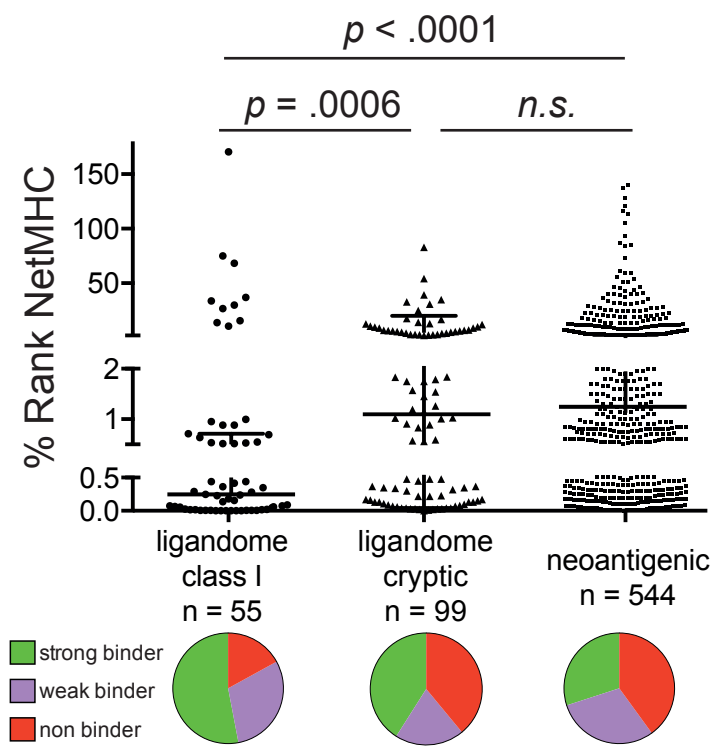 p < .0001
p = .0006
n.s.
% Rank NetMHC
150
100
50
2
1
0.5
0.0
ligandome
class I
n = 55
ligandome
cryptic
n = 99
neoantigenic
n = 544
strong binder
weak binder
non binder